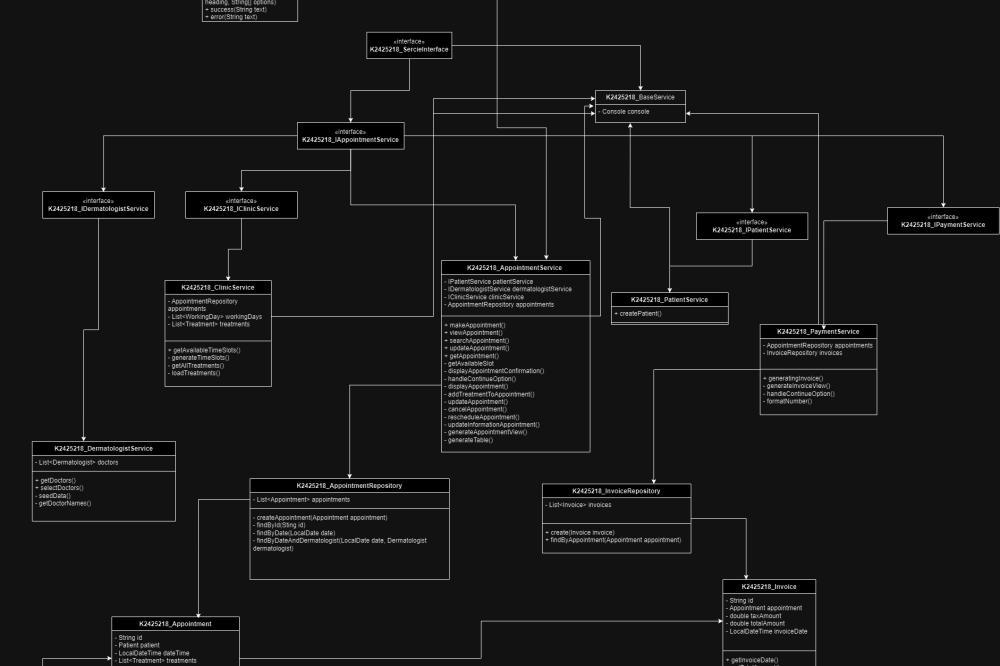 heading, String[] options)
+ success(String text)
+ error(String text)
«interface»
K2425218_SercieInterface
K2425218_BaseService
- Console console
«interface»
K2425218_IAppointmentService
«interface»
K2425218_IDermatologistService
«interface»
K2425218_IClinicService
«interface»
K2425218_IPatientService
«interface»
K2425218_IPaymentService
K2425218_ClinicService
- AppointmentRepository
appointments
- List<WorkingDay> workingDays
- List<Treatment> treatments
+ getAvailableTimeSlots()
- generateTimeSlots()
- getAllTreatments()
- loadTreatments()
K2425218_AppointmentService
- IPatientService patientService
- IDermatologistService dermatologistService
- IClinicService clinicService
- AppointmentRepository appointments
+ makeAppointment()
+ viewAppointment()
+ searchAppointment()
+ updateAppointment()
+ getAppointment()
- getAvailableSlot
- displayAppointmentConfirmation()
- handleContinueOption()
- displayAppointment()
- addTreatmentToAppointment()
- updateAppointment()
- cancelAppointment()
- rescheduleAppointment()
- updateInformationAppointment()
- generateAppointmentView()
- generateTable()
K2425218_PatientService
+ createPatient()
K2425218_PaymentService
- AppointmentRepository appointments
- InvoiceRepository invoices
+ generatingInvoice()
- generateInvoiceView()
- handleContinueOption()
- formatNumber()
K2425218_DermatologistService
- List<Dermatologist> doctors
+ getDoctors()
+ selectDoctors()
- seedData()
- getDoctorNames()
K2425218_AppointmentRepository
- List<Appointment> appointments
- createAppointment(Appointment appointment)
- findById(Sting id)
- findByDate(LocalDate date)
- findByDateAndDermatologist(LocalDate date, Dermatologist
dermatologist)
K2425218_InvoiceRepository
- List<Invoice> invoices
+ create(Invoice invoice)
+ findByAppointment(Appointment appointment)
K2425218_Invoice
- String id
- Appointment appointment
- double taxAmount
- double totalAmount
- LocalDateTime invoiceDate
+ getInvoiceDate()
K2425218_Appointment
- String id
- Patient patient
- LocalDateTime dateTime
- List<Treatment> treatments